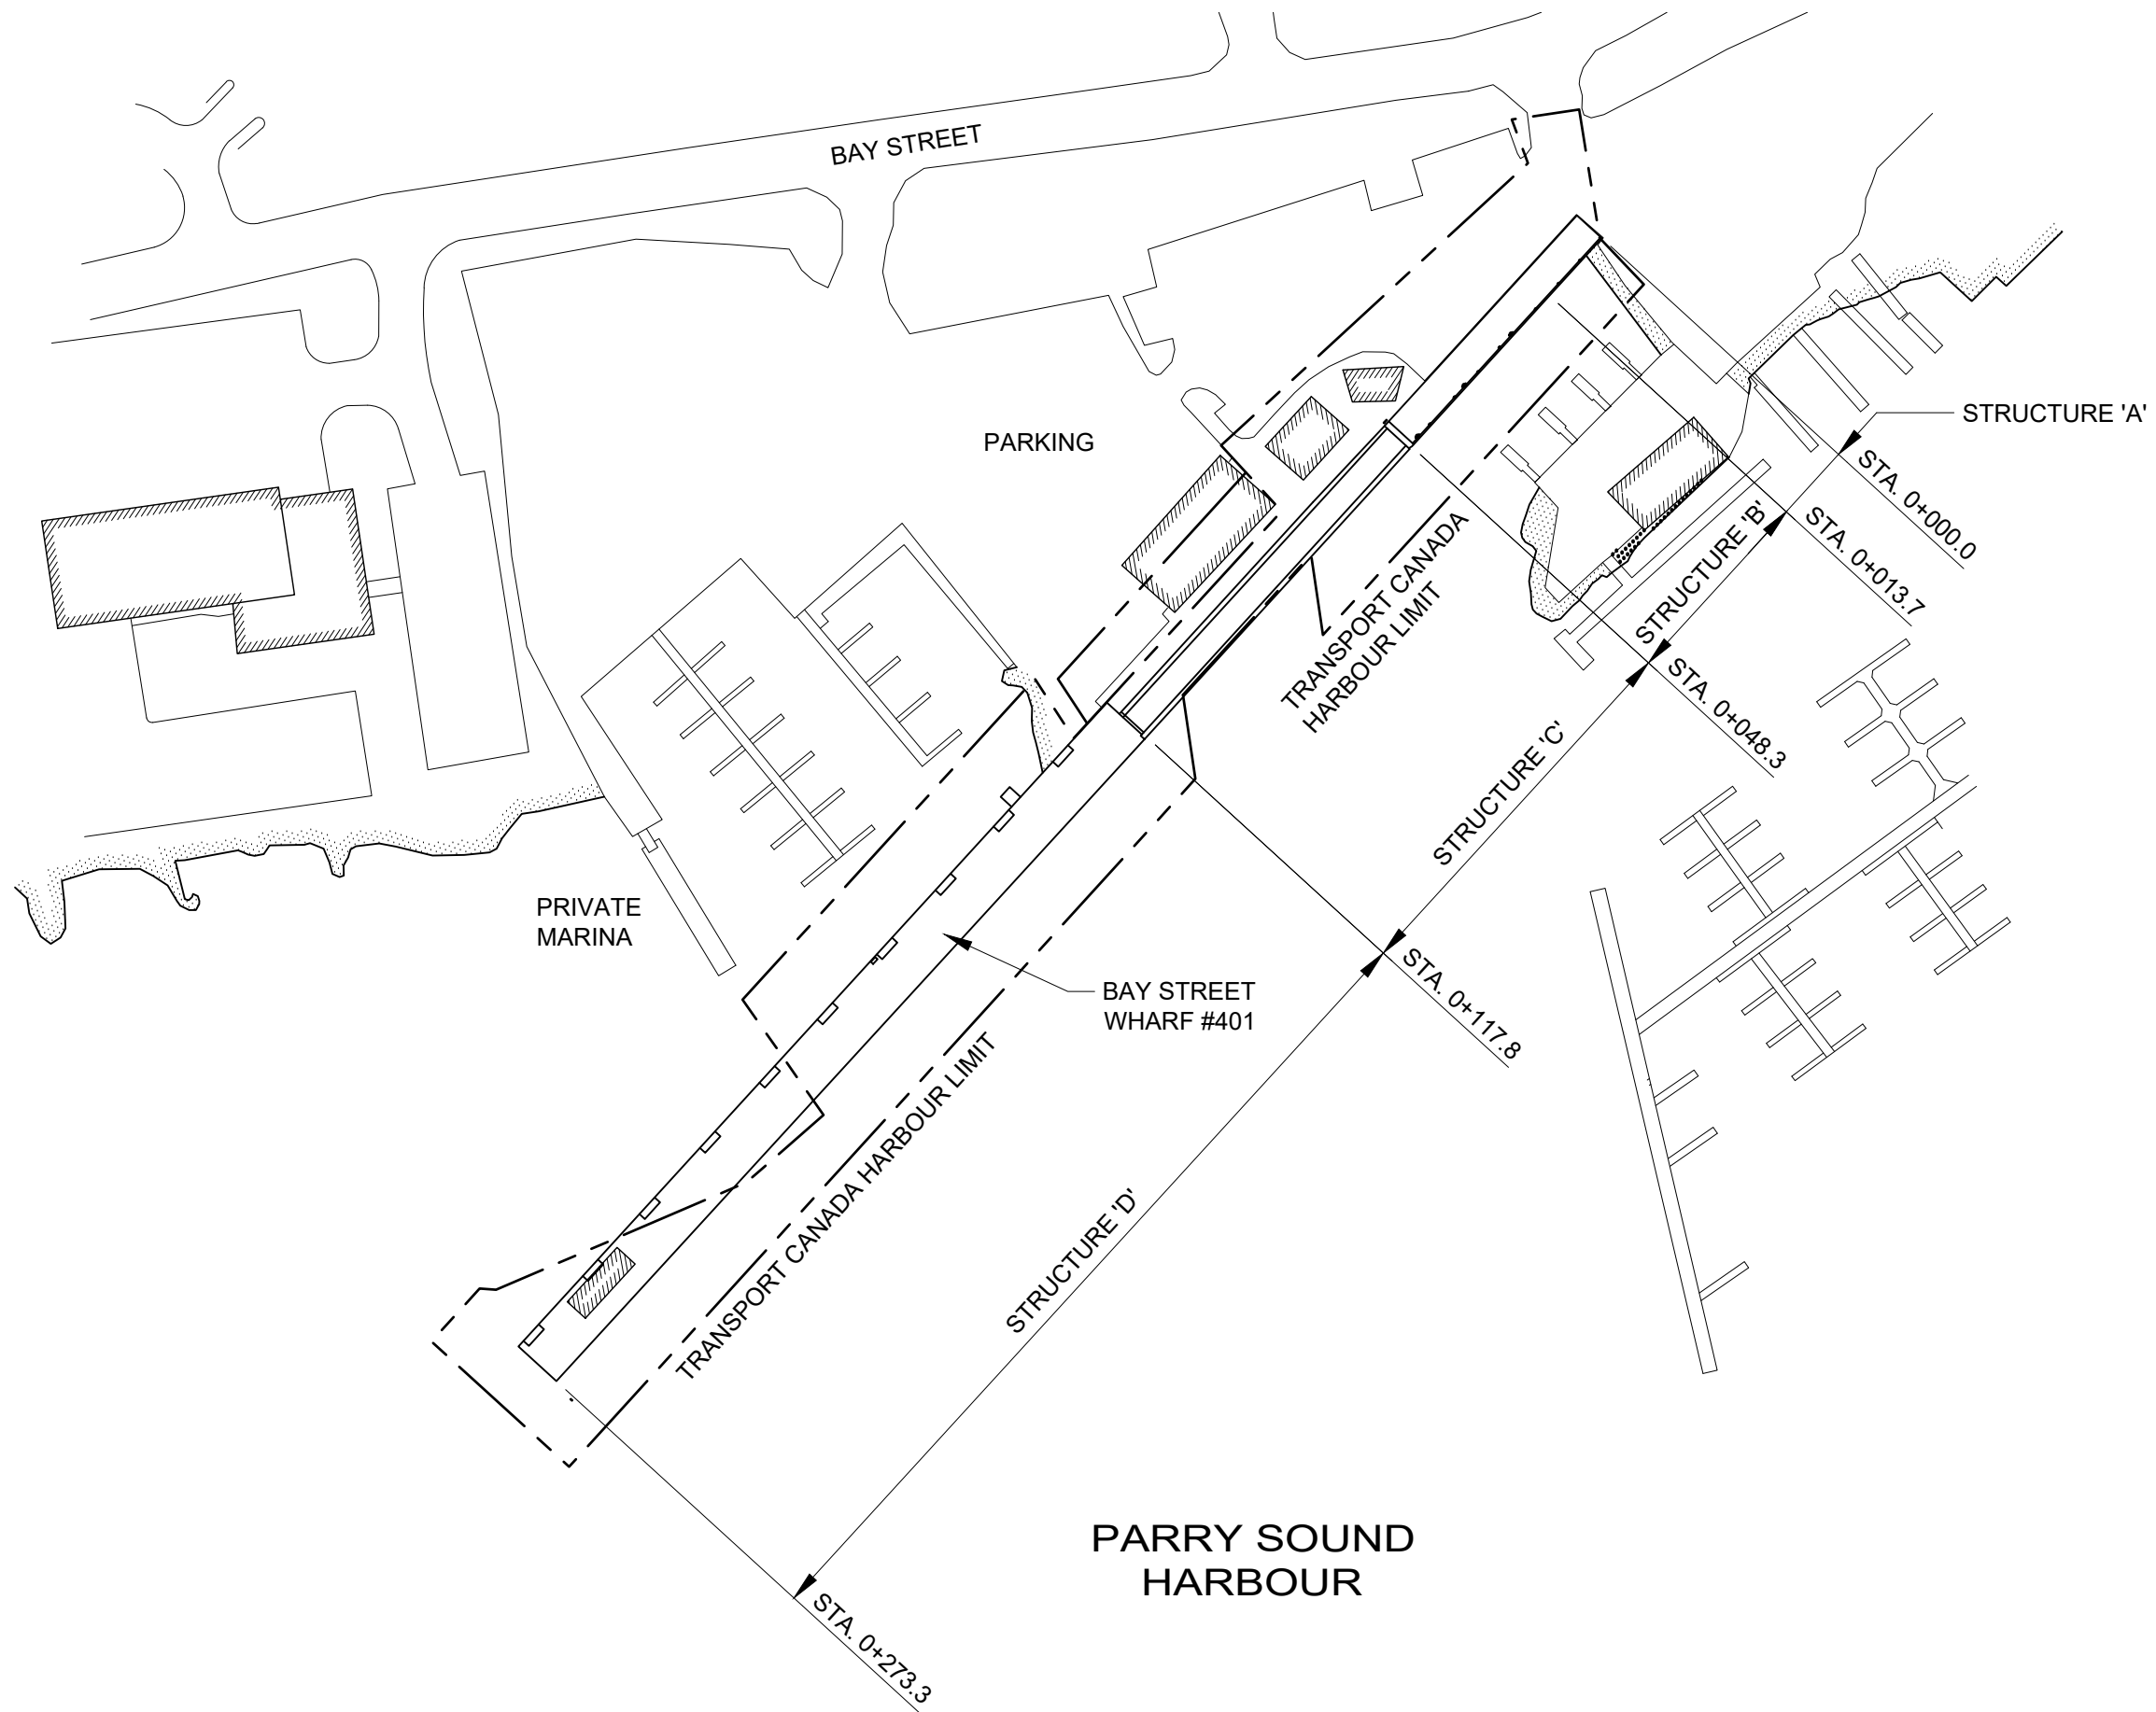 BAY STREET
PARKING
STRUCTURE 'A'
STA. 0+000.0
STA. 0+013.7
STRUCTURE 'B'
TRANSPORT CANADA
HARBOUR LIMIT
STA. 0+048.3
STRUCTURE 'C'
PRIVATE
MARINA
BAY STREET
WHARF #401
STA. 0+117.8
TRANSPORT CANADA HARBOUR LIMIT
STRUCTURE 'D'
PARRY SOUND
HARBOUR
STA. 0+273.3